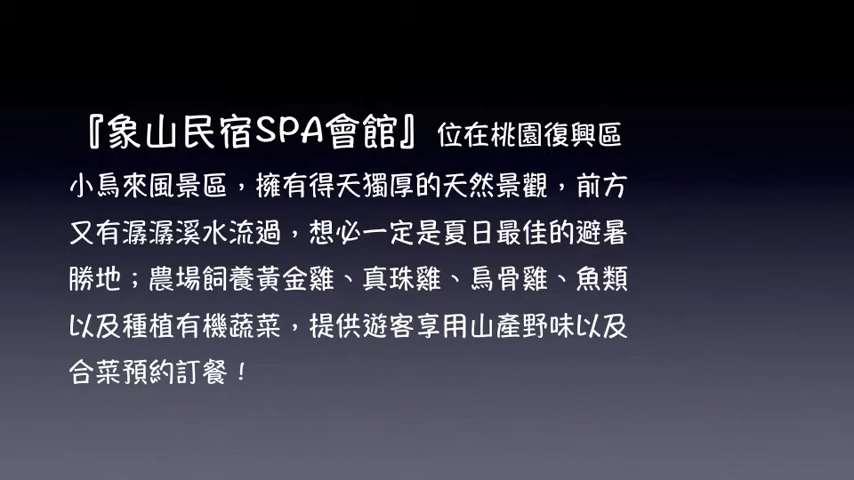 『象山民宿SPA會館』位在桃園復興區
小烏來風景區，擁有得天獨厚的天然景觀，前方
又有潺潺溪水流過，想必一定是夏日最佳的避暑
勝地；農場飼養黃金雞、真珠雞、烏骨雞、魚類
以及種植有機蔬菜，提供遊客享用山產野味以及
合菜預約訂餐！